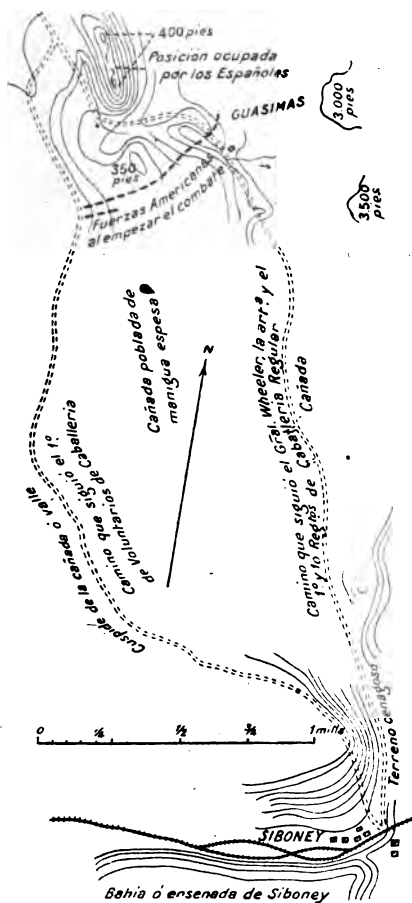 400 pies
Posición ocupada
por los Españoles
GUASIMAS
3.000
pies
350
pies
3.500
pies
Fuerzas Americanas
al empezar el combate
Cañada poblada de
manigua espesa
N
Camino que siguió el Gral. Wheeler, la artª y el
1º y 10 Regtos de Caballeria Regular
Cañada
Camino que siguió el 1º
de Voluntarios de Caballeria
Cuspide de la cañada ó valle
0 ¼ ½ ¾ 1 milla
Terreno Cenagoso
SIBONEY
Bahia ó ensenada de Siboney